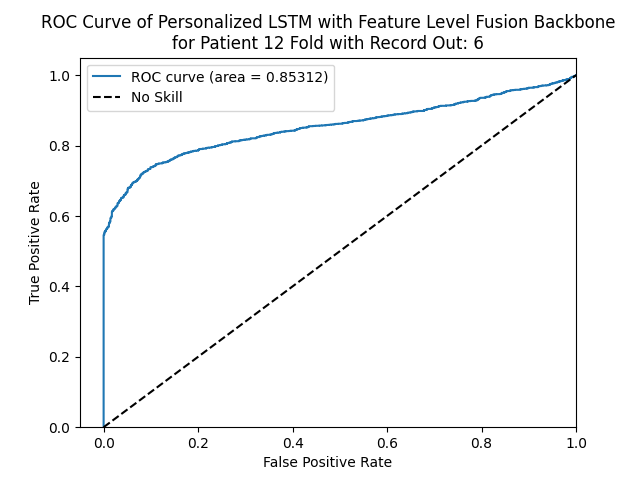 ROC Curve of Personalized LSTM with Feature Level Fusion Backbone
for Patient 12 Fold with Record Out: 6
ROC curve (area = 0.85312)
No Skill
True Positive Rate
1.0
0.8
0.6
0.4
0.2
0.0
0.0 0.2 0.4 0.6 0.8 1.0
False Positive Rate